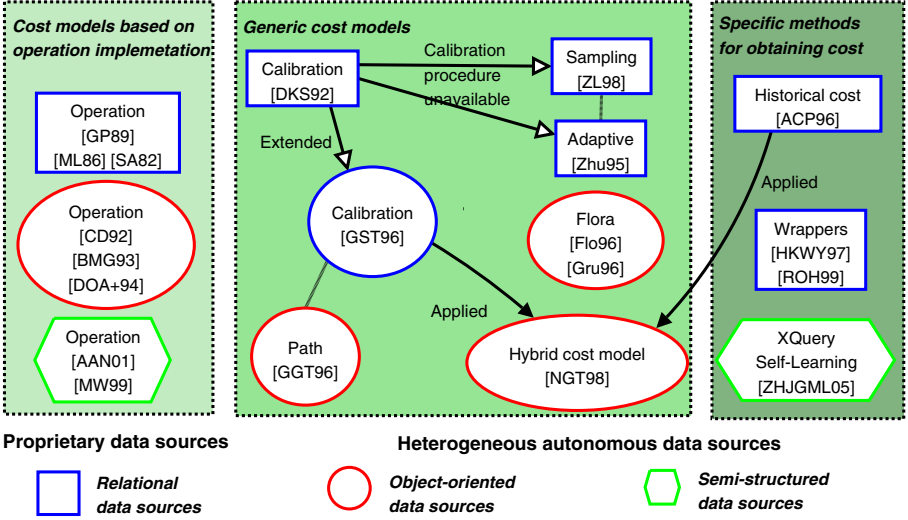 Cost models based on
operation implemetation
Operation
[GP89]
[ML86] [SA82]
Operation
[CD92]
[BMG93]
[DOA+94]
Operation
[AAN01]
[MW99]
Generic cost models
Calibration
[DKS92]
Calibration
procedure
unavailable
Sampling
[ZL98]
Adaptive
[Zhu95]
Extended
Calibration
[GST96]
Flora
[Flo96]
[Gru96]
Applied
Path
[GGT96]
Hybrid cost model
[NGT98]
Specific methods
for obtaining cost
Historical cost
[ACP96]
Applied
Wrappers
[HKWY97]
[ROH99]
XQuery
Self-Learning
[ZHJGML05]
Proprietary data sources
Heterogeneous autonomous data sources
Relational
data sources
Object-oriented
data sources
Semi-structured
data sources